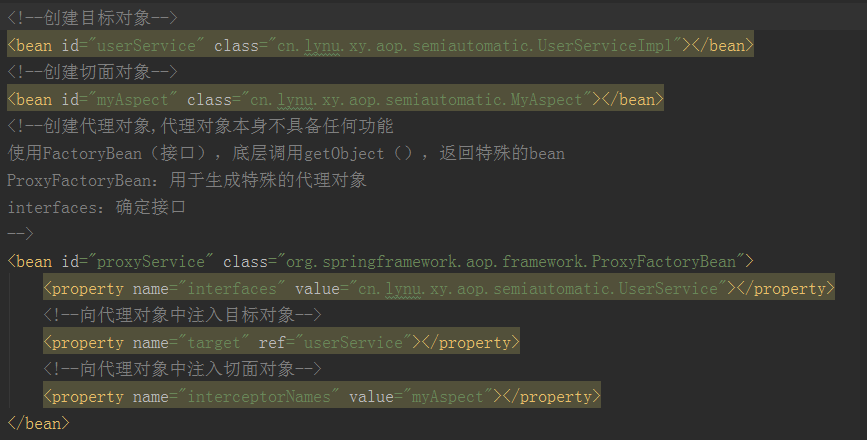 <!--创建目标对象-->
<bean id="userService" class="cn.lynu.xy.aop.semiautomatic.UserServiceImpl"></bean>
<!--创建切面对象-->
<bean id="myAspect" class="cn.lynu.xy.aop.semiautomatic.MyAspect"></bean>
<!--创建代理对象,代理对象本身不具备任何功能
使用FactoryBean（接口），底层调用getObject（），返回特殊的bean
ProxyFactoryBean：用于生成特殊的代理对象
interfaces：确定接口
-->
<bean id="proxyService" class="org.springframework.aop.framework.ProxyFactoryBean">
<property name="interfaces" value="cn.lynu.xy.aop.semiautomatic.UserService"></property>
<!--向代理对象中注入目标对象-->
<property name="target" ref="userService"></property>
<!--向代理对象中注入切面对象-->
<property name="interceptorNames" value="myAspect"></property>
</bean>